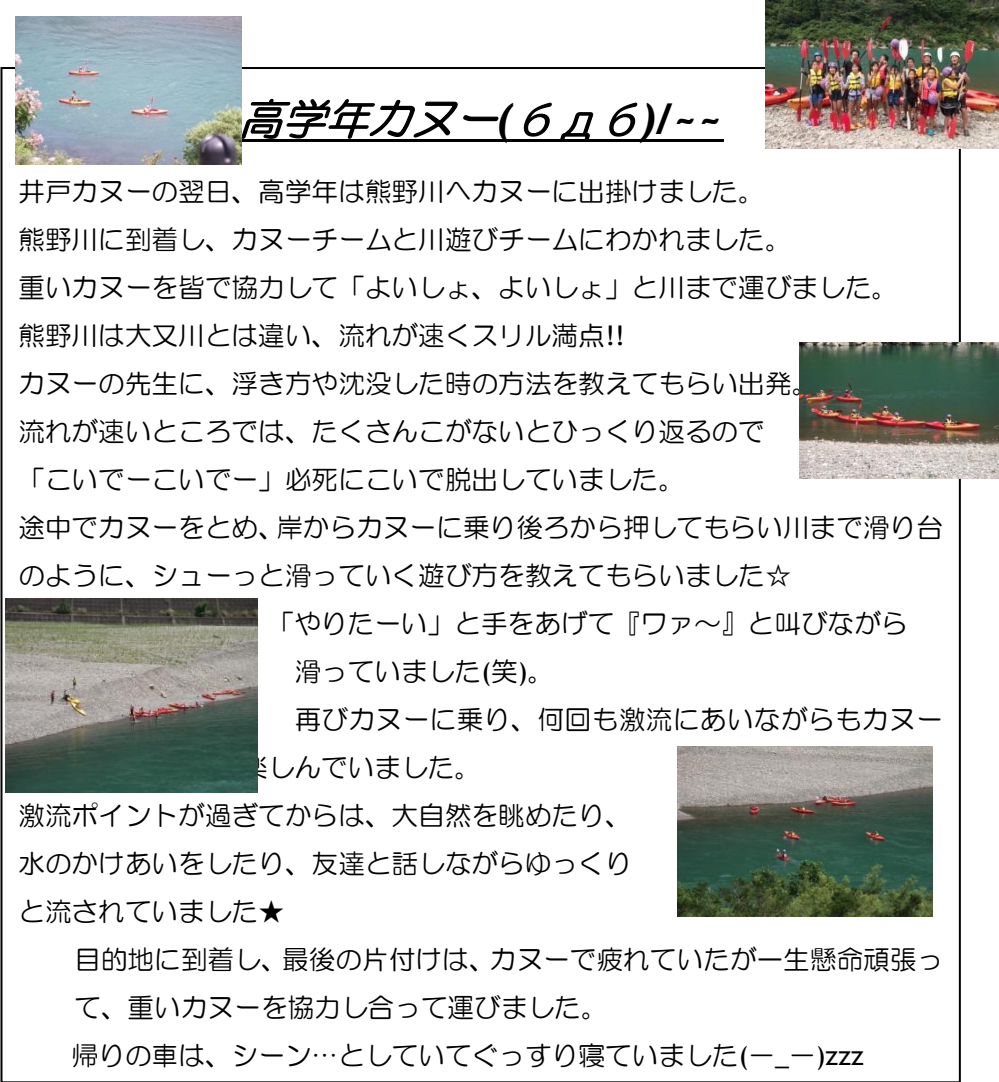 高学年カヌー(６д６)/~~
井戸カヌーの翌日、高学年は熊野川へカヌーに出掛けました。
熊野川に到着し、カヌーチームと川遊びチームにわかれました。
重いカヌーを皆で協力して「よいしょ、よいしょ」と川まで運びました。
熊野川は大又川とは違い、流れが速くスリル満点!!
カヌーの先生に、浮き方や沈没した時の方法を教えてもらい出発。
流れが速いところでは、たくさんこがないとひっくり返るので
「こいでーこいでー」必死にこいで脱出していました。
途中でカヌーをとめ、岸からカヌーに乗り後ろから押してもらい川まで滑り台
のように、シューっと滑っていく遊び方を教えてもらいました☆
「やりたーい」と手をあげて『ワァ～』と叫びながら
滑っていました(笑)。
再びカヌーに乗り、何回も激流にあいながらもカヌー
しんでいました。
激流ポイントが過ぎてからは、大自然を眺めたり、
水のかけあいをしたり、友達と話しながらゆっくり
と流されていました★
目的地に到着し、最後の片付けは、カヌーで疲れていたが一生懸命頑張っ
て、重いカヌーを協力し合って運びました。
帰りの車は、シーン…としていてぐっすり寝ていました(－_－)zzz